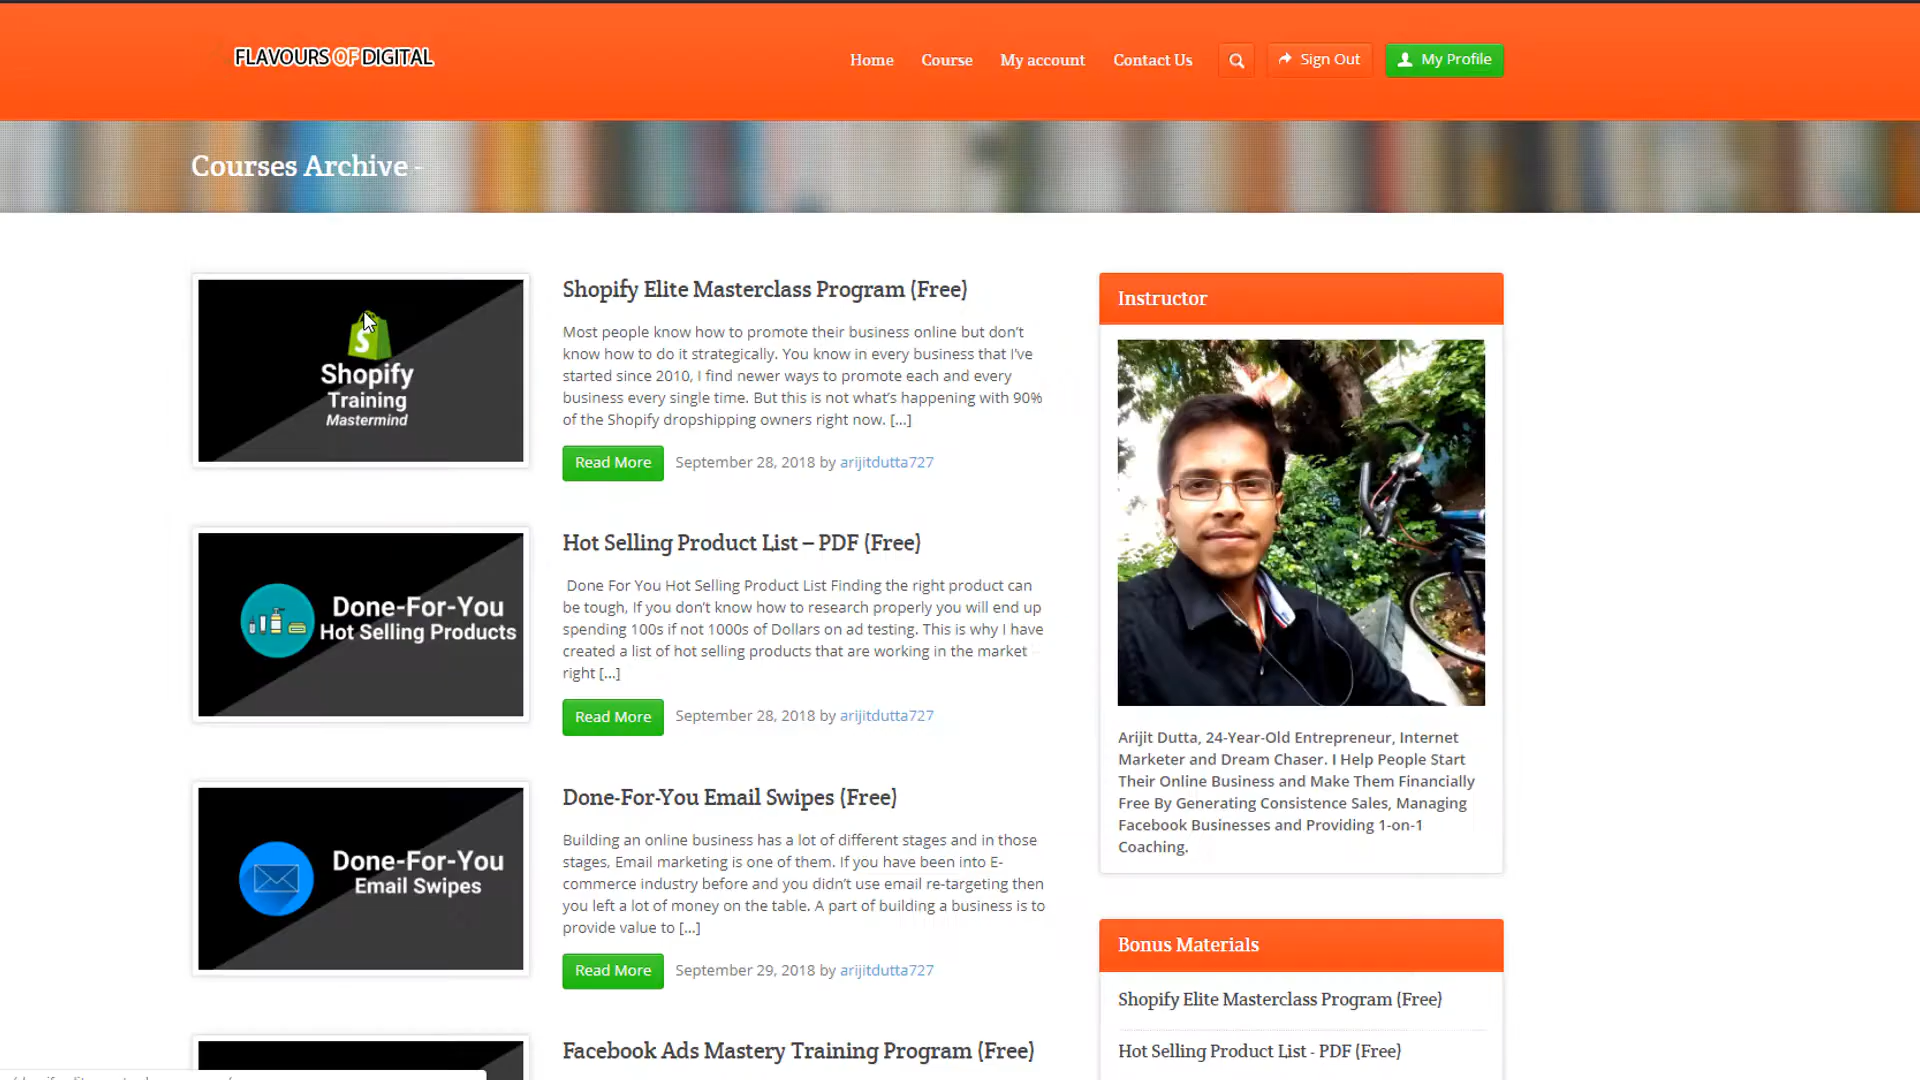 FLAVOURS OF DIGITAL
Home
Course
My account
Contact Us
Sign Out
My Profile
Courses Archive -
Shopify
Training
Mastermind
Shopify Elite Masterclass Program (Free)
Most people know how to promote their business online but don't
know how to do it strategically. You know in every business that I've
started since 2010, I find newer ways to promote each and every
business every single time. But this is not what's happening with 90%
of the Shopify dropshipping owners right now. [...]
Read More
September 28, 2018 by arijitdutta727
Done-For-You
Hot Selling Products
Hot Selling Product List – PDF (Free)
Done For You Hot Selling Product List Finding the right product can
be tough, If you don't know how to research properly you will end up
spending 100s if not 1000s of Dollars on ad testing. This is why I have
created a list of hot selling products that are working in the market
right [...]
Read More
September 28, 2018 by arijitdutta727
Done-For-You
Email Swipes
Done-For-You Email Swipes (Free)
Building an online business has a lot of different stages and in those
stages, Email marketing is one of them. If you have been into E-
commerce industry before and you didn't use email re-targeting then
you left a lot of money on the table. A part of building a business is to
provide value to [...]
Read More
September 29, 2018 by arijitdutta727
Facebook Ads Mastery Training Program (Free)
Instructor
Arijit Dutta, 24-Year-Old Entrepreneur, Internet
Marketer and Dream Chaser. I Help People Start
Their Online Business and Make Them Financially
Free By Generating Consistence Sales, Managing
Facebook Businesses and Providing 1-on-1
Coaching.
Bonus Materials
Shopify Elite Masterclass Program (Free)
Hot Selling Product List - PDF (Free)